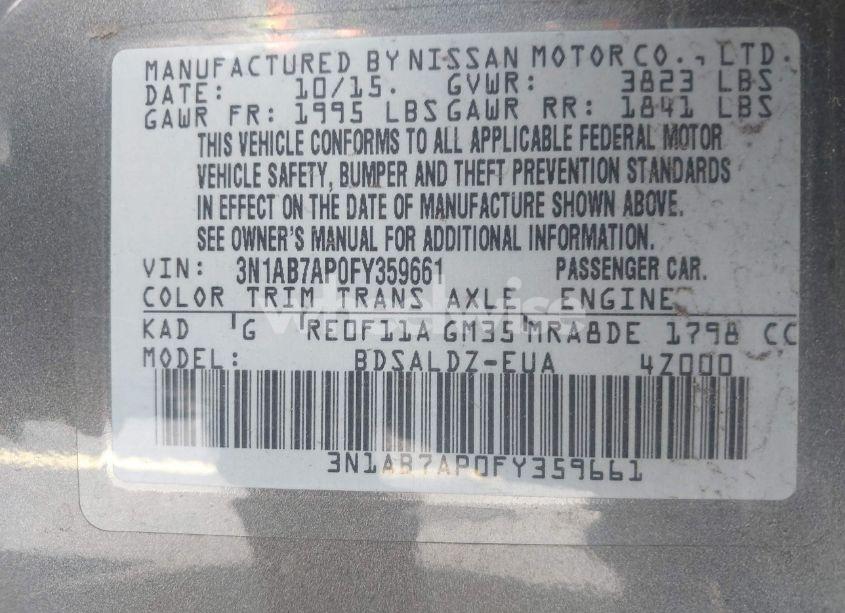 MANUFACTURED BY NISSAN MOTOR CO., LTD.
DATE: 10/15. GVWR: 3823 LBS
GAWR FR: 1995 LBS GAWR RR: 1841 LBS
THIS VEHICLE CONFORMS TO ALL APPLICABLE FEDERAL MOTOR
VEHICLE SAFETY, BUMPER AND THEFT PREVENTION STANDARDS
IN EFFECT ON THE DATE OF MANUFACTURE SHOWN ABOVE.
SEE OWNER'S MANUAL FOR ADDITIONAL INFORMATION.
VIN: 3N1AB7AP0FY359661 PASSENGER CAR.
COLOR TRIM TRANS AXLE, ENGINE
wheelwise
KAD 'G 'RE0F11A GM35'MRA8DE 1798 CC
MODEL: BDSALDZ-EUA 4Z000
3N1AB7AP0FY359661